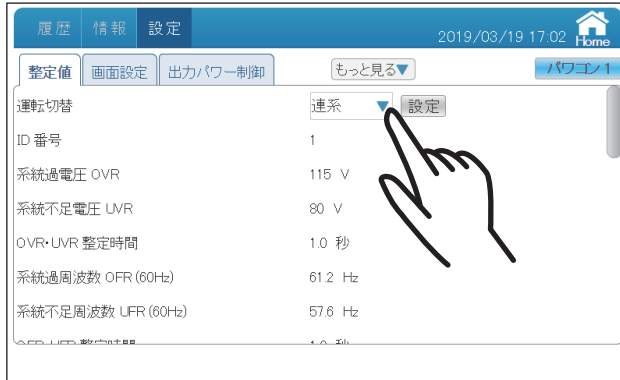 履歴 情報 設定 2019/03/19 17:02 Home
整定値 画面設定 出力パワー制御 もっと見る▼ パワコン 1
運転切替 連系 ▼ 設定
ID 番号 1
系統過電圧 OVR 115 V
系統不足電圧 UVR 80 V
OVR・UVR 整定時間 1.0 秒
系統過周波数 OFR (60Hz) 61.2 Hz
系統不足周波数 UFR (60Hz) 57.6 Hz